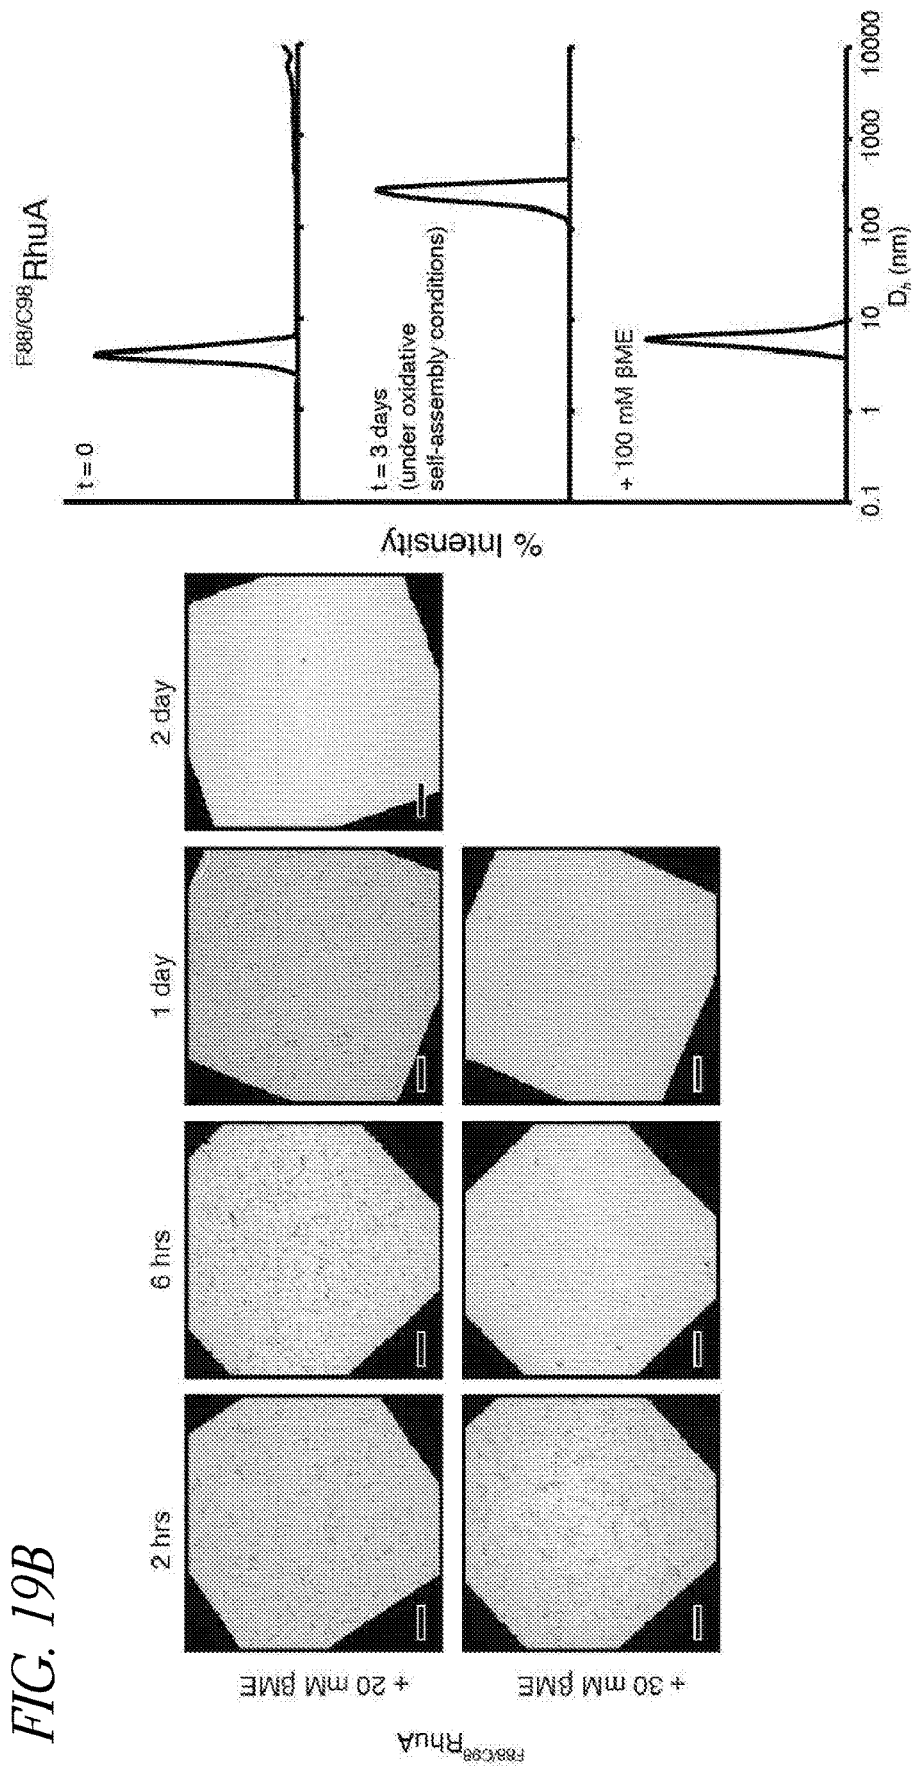 FIG. 19B
2 hrs
6 hrs
1 day
2 day
F88/C98RhuA
+ 20 mM βME
+ 30 mM βME
F88/C98RhuA
% Intensity
t = 0
t = 3 days
(under oxidative
self-assembly conditions)
+ 100 mM βME
0.1 1 10 100 1000 10000
Dh (nm)